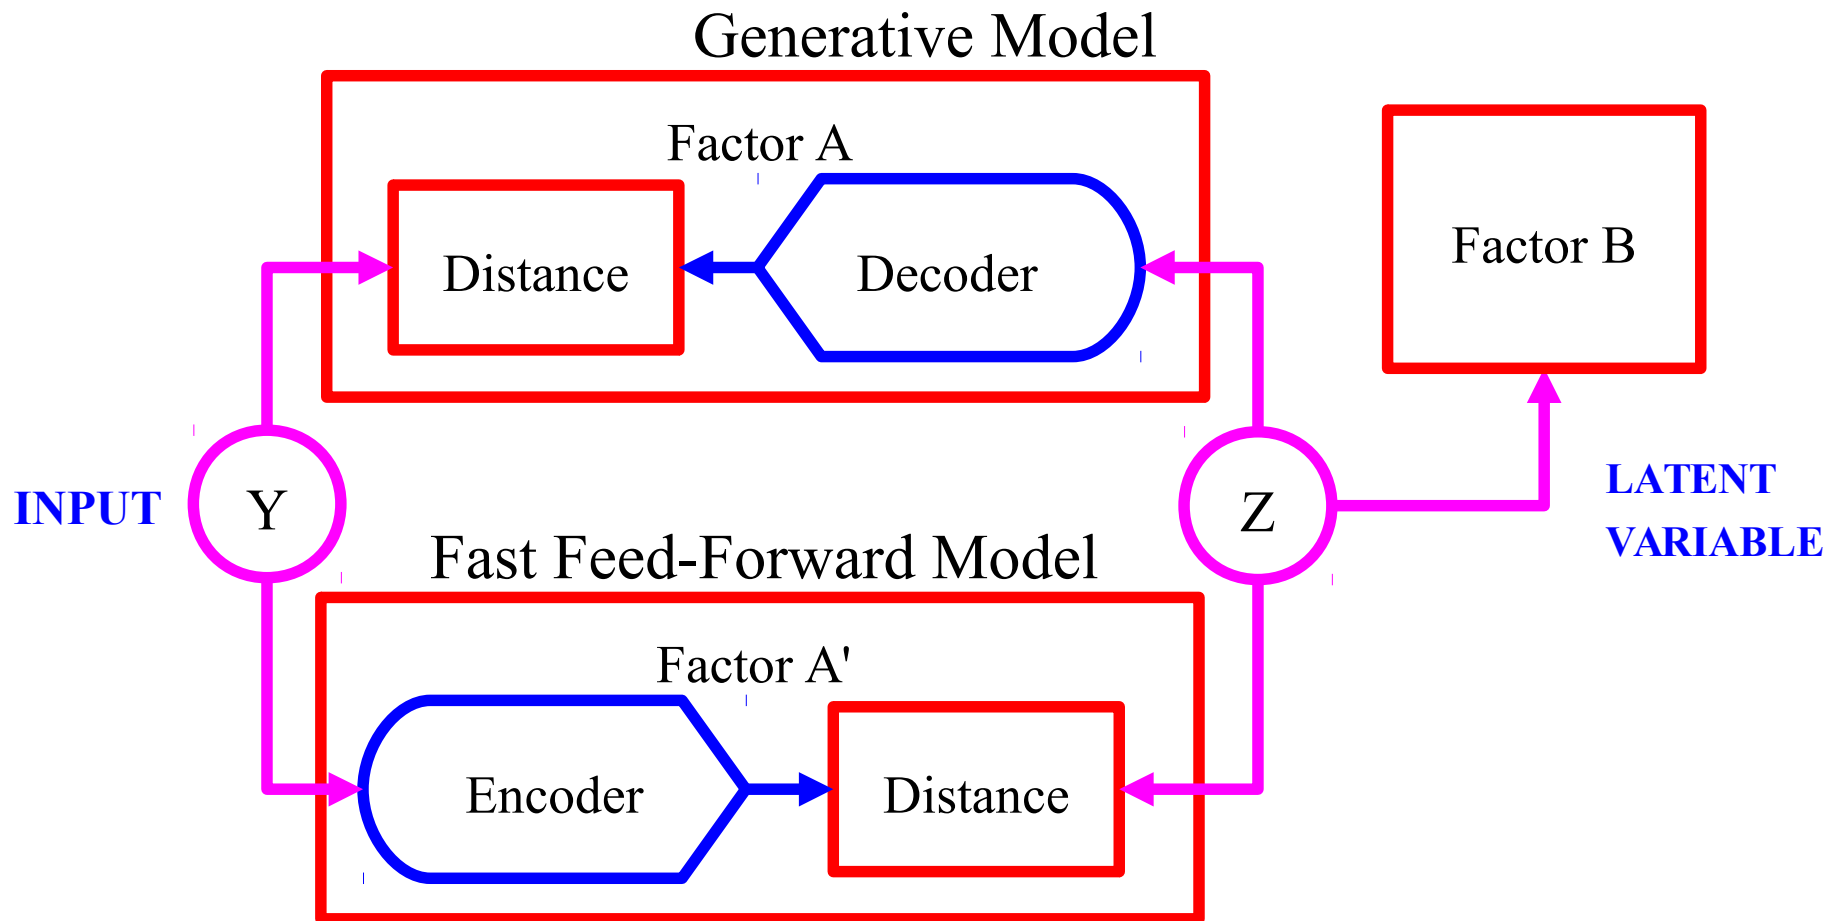 Generative Model
Factor A
Distance
Decoder
Factor B
INPUT
Y
Z
LATENT
VARIABLE
Fast Feed-Forward Model
Factor A'
Encoder
Distance